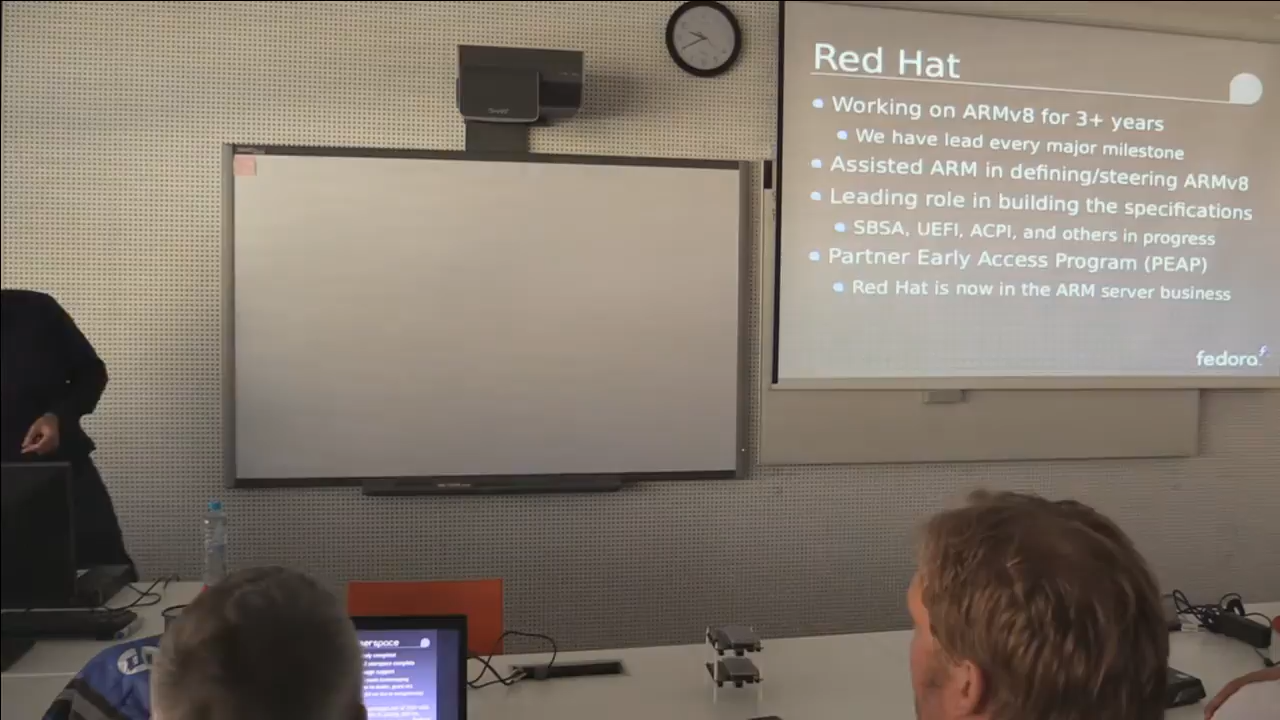 Red Hat
Working on ARMv8 for 3+ years
We have lead every major milestone
Assisted ARM in defining/steering ARMv8
Leading role in building the specifications
SBSA, UEFI, ACPI, and others in progress
Partner Early Access Program (PEAP)
Red Hat is now in the ARM server business
fedora